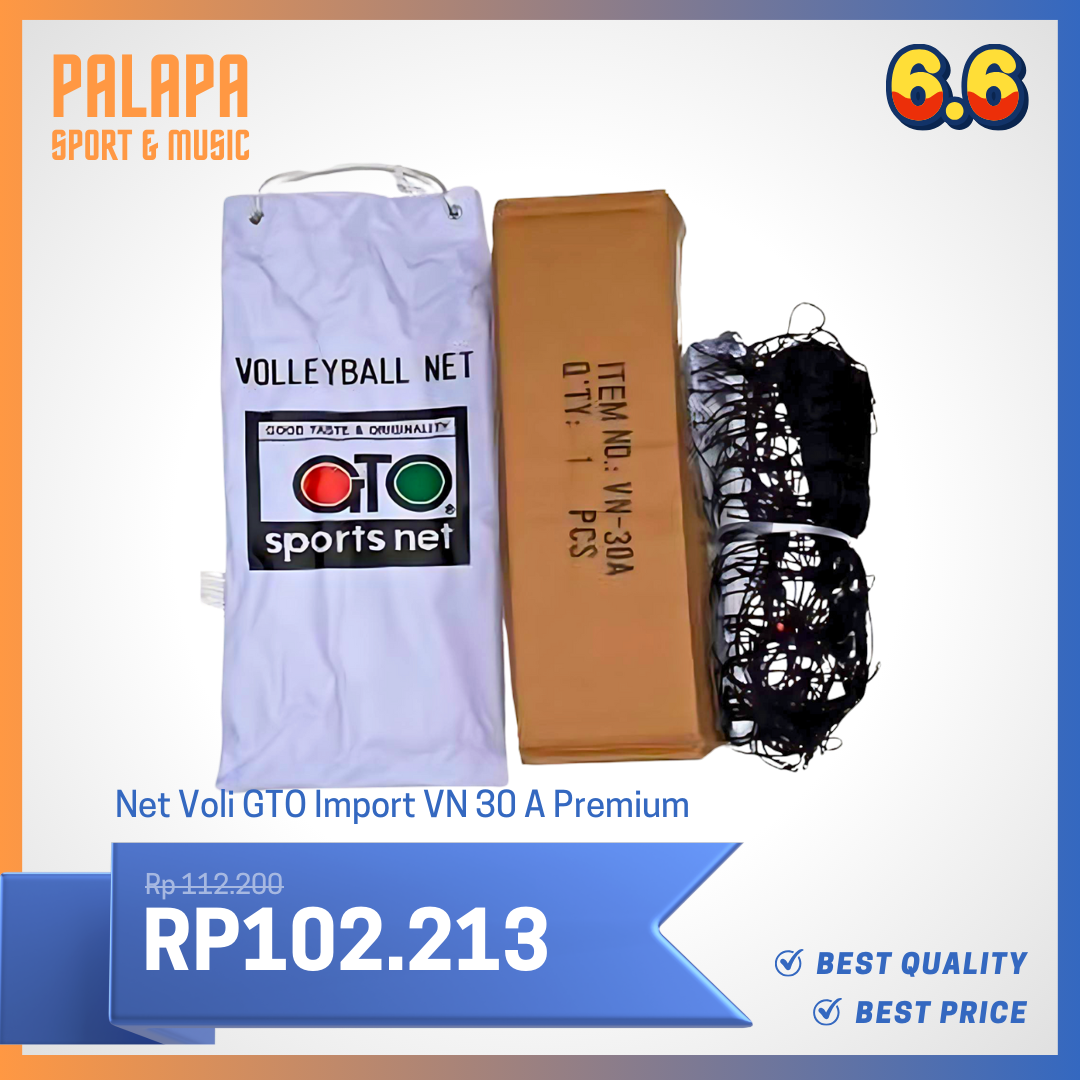 PALAPA
SPORT & MUSIC
6.6
VOLLEYBALL NET
GOOD TASTE & ORIGINALITY
GTO
sports net
ITEM NO.: VN-30A
Q'TY: 1 PCS
Net Voli GTO Import VN 30 A Premium
Rp 112.200
RP102.213
BEST QUALITY
BEST PRICE